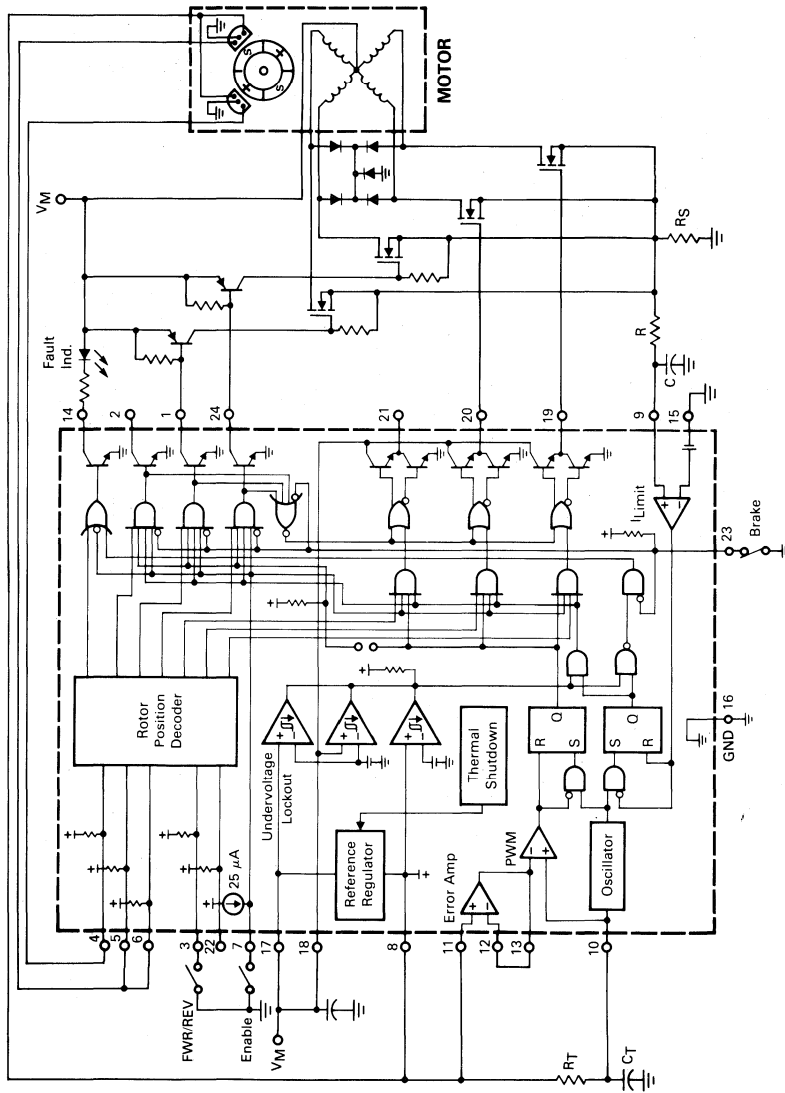 MOTOR
S
S
VM
Fault
Ind.
14
2
1
24
21
20
19
9
15
RS
R
C
ILimit
23
Brake
Rotor
Position
Decoder
Undervoltage
Lockout
Thermal
Shutdown
Reference
Regulator
Error Amp
PWM
Oscillator
R
Q
S
S
Q
R
GND 16
25 µA
4
5
6
3
22
7
17
18
8
11
12
13
10
FWR/REV
Enable
VM
RT
CT